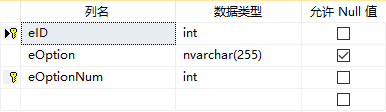 列名 数据类型 允许 Null 值
eID int
eOption nvarchar(255)
eOptionNum int